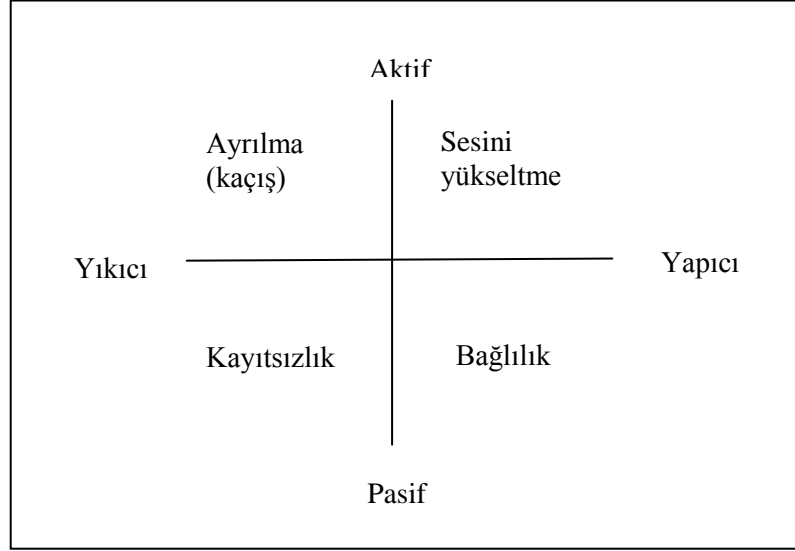 Aktif
Ayrılma
(kaçış)
Sesini
yükseltme
Yıkıcı
Yapıcı
Kayıtsızlık
Bağlılık
Pasif